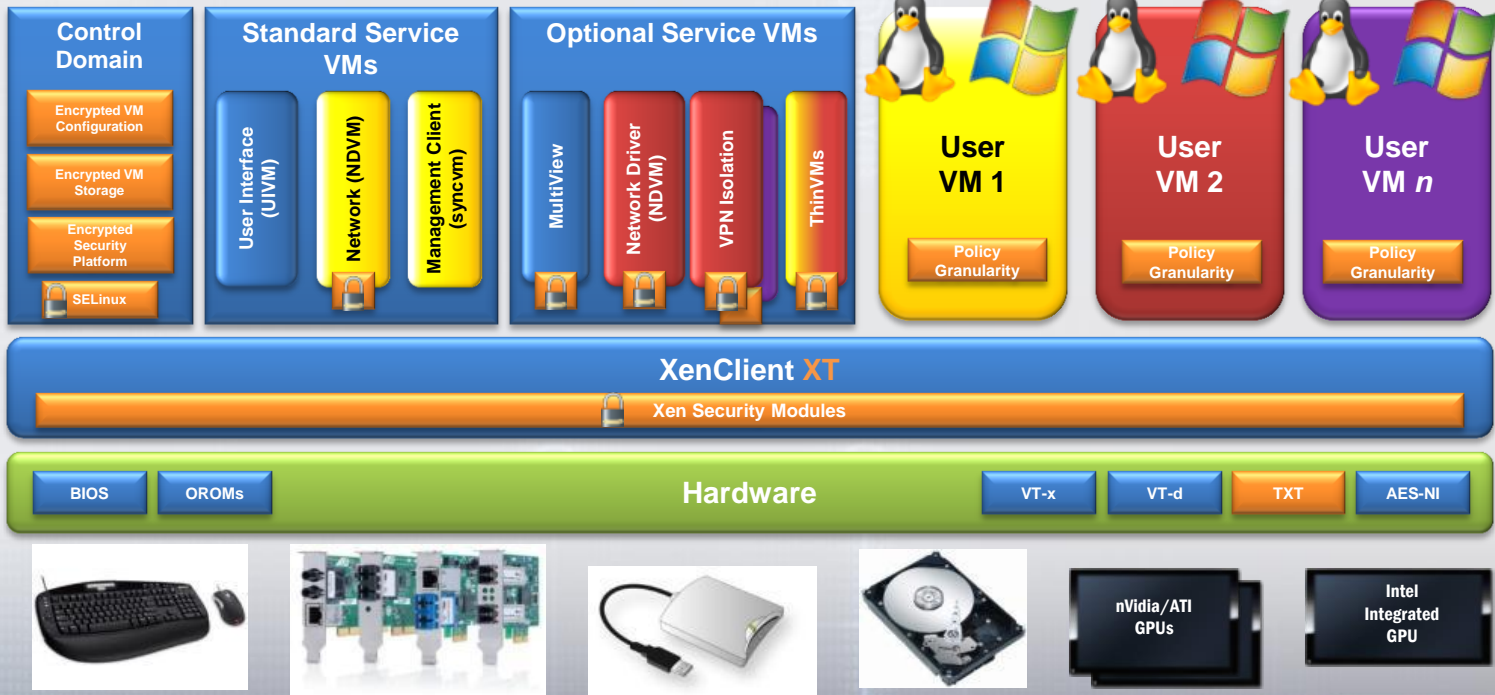 Control
Domain
Encrypted VM
Configuration
Encrypted VM
Storage
Encrypted
Security
Platform
SELinux
Standard Service
VMs
User Interface
(UIVM)
Network (NDVM)
Management Client
(syncvm)
Optional Service VMs
MultiView
Network Driver
(NDVM)
VPN Isolation
ThinVMs
User
VM 1
Policy
Granularity
User
VM 2
Policy
Granularity
User
VM n
Policy
Granularity
XenClient XT
Xen Security Modules
BIOS
OROMs
Hardware
VT-x
VT-d
TXT
AES-NI
nVidia/ATI
GPUs
Intel
Integrated
GPU